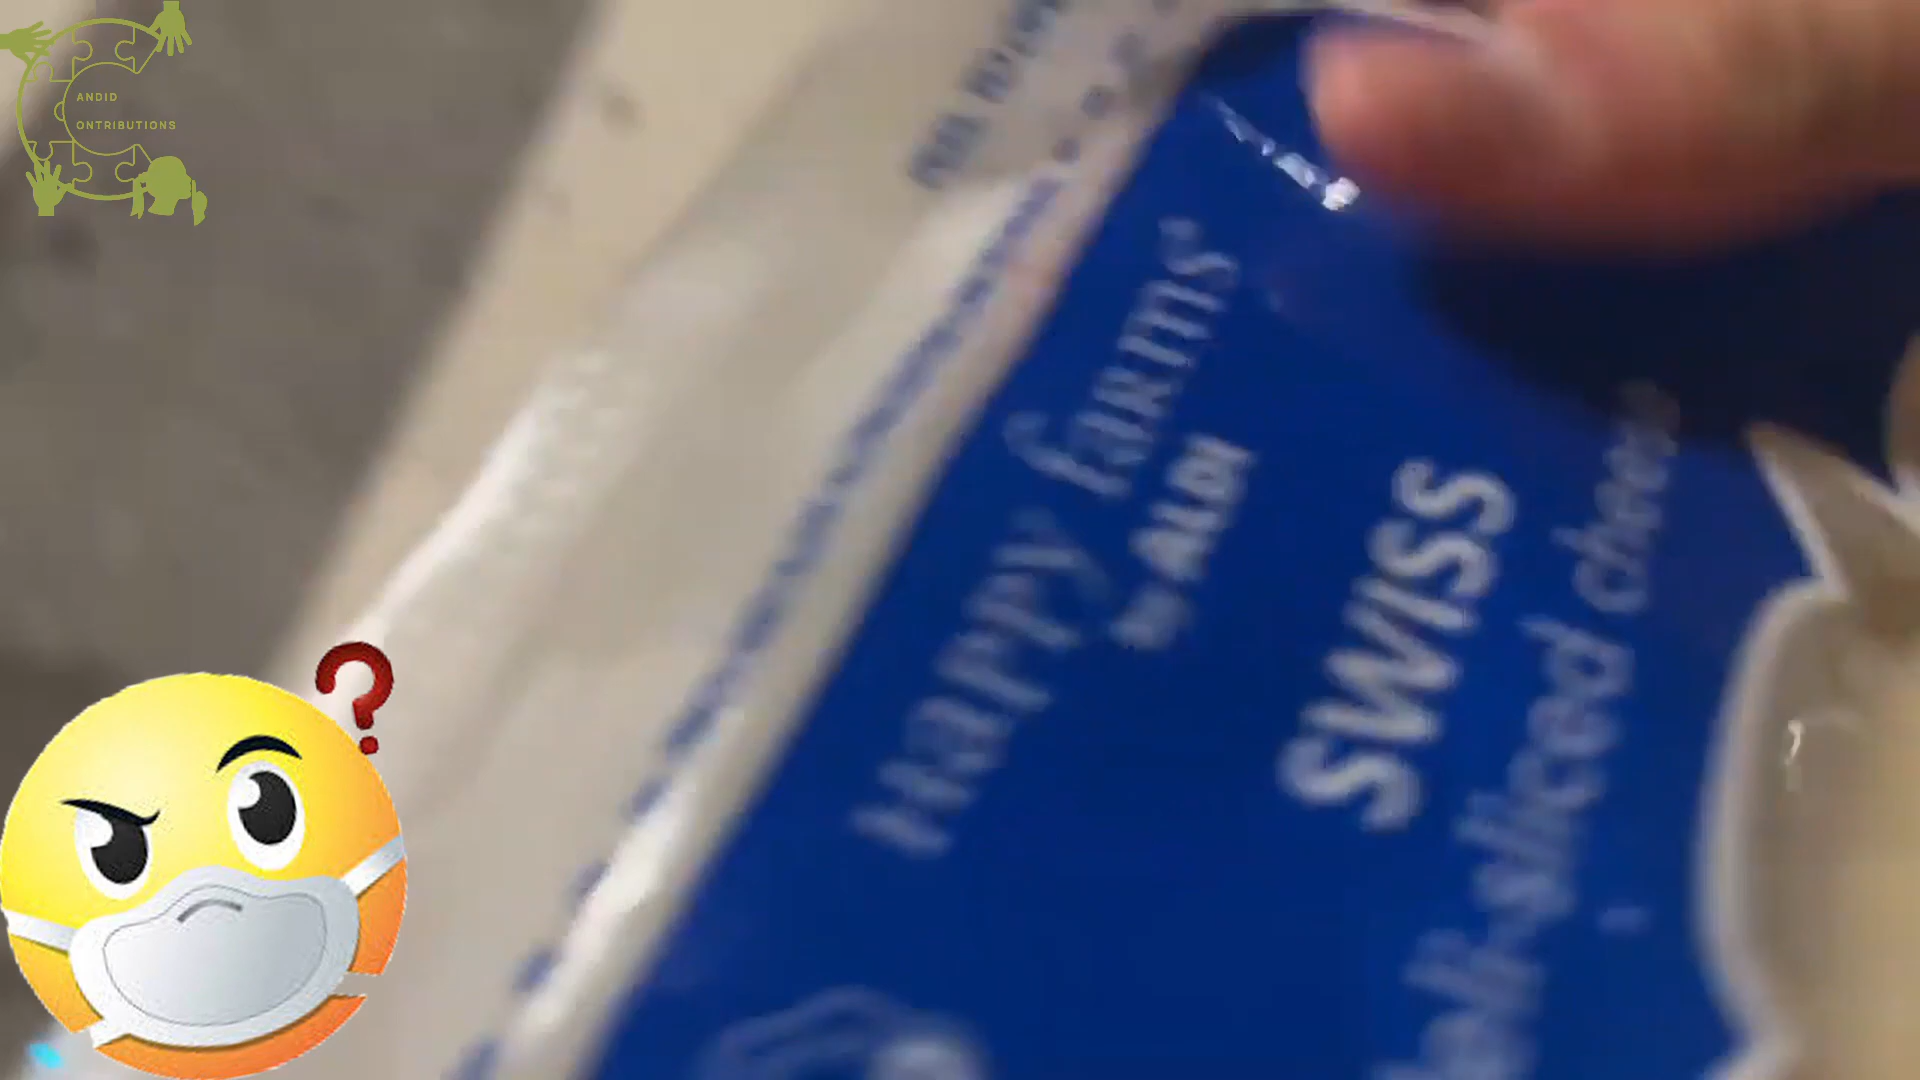 ANDID
ONTRIBUTIONS
Happy farms
by ALDI
SWISS
deli-sliced cheese
?